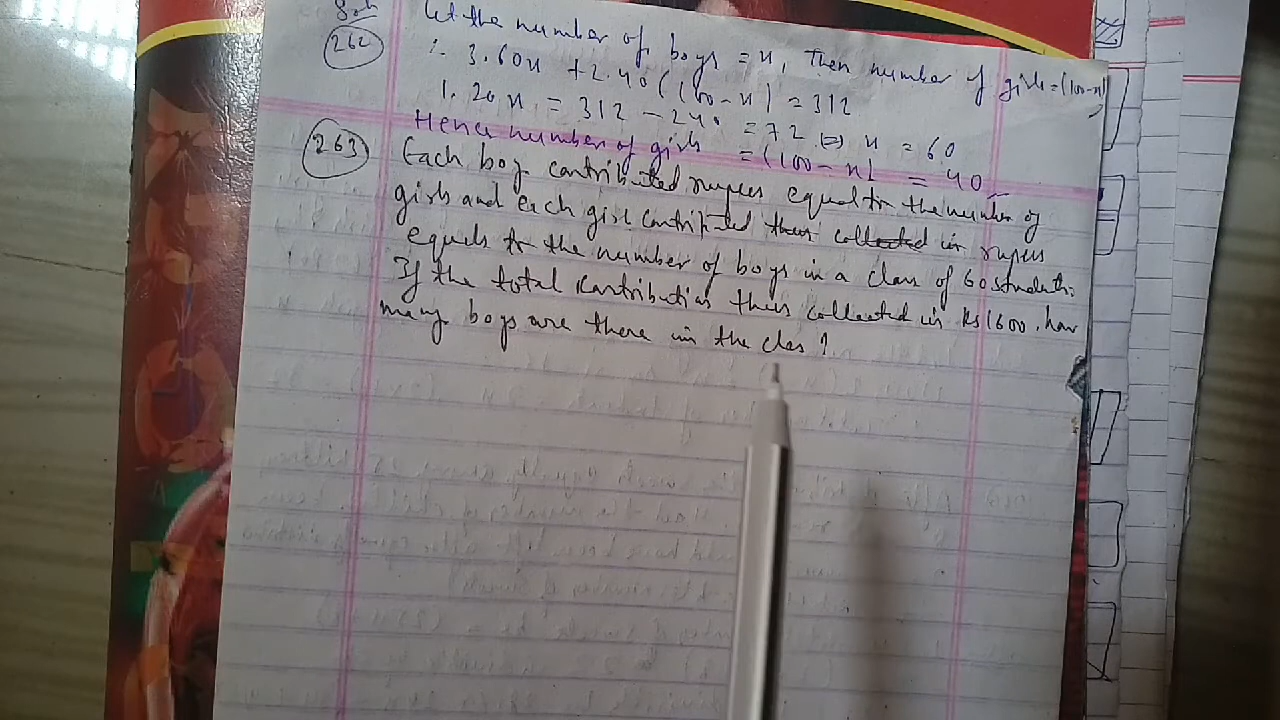 Soln
262 Let the number of boys = x, Then number of girls = (100-x)
∴ 3.60x + 2.40(100-x) = 312
1.20x = 312 - 240 = 72 ⇒ x = 60
Hence number of girls = (100-x) = 40
263 Each boy contributed rupees equal to the number of
girls and each girl contributed thus collected in rupees
equals to the number of boys in a class of 60 students.
If the total contribution thus collected is Rs 1600. how
many boys are there in the clas ?